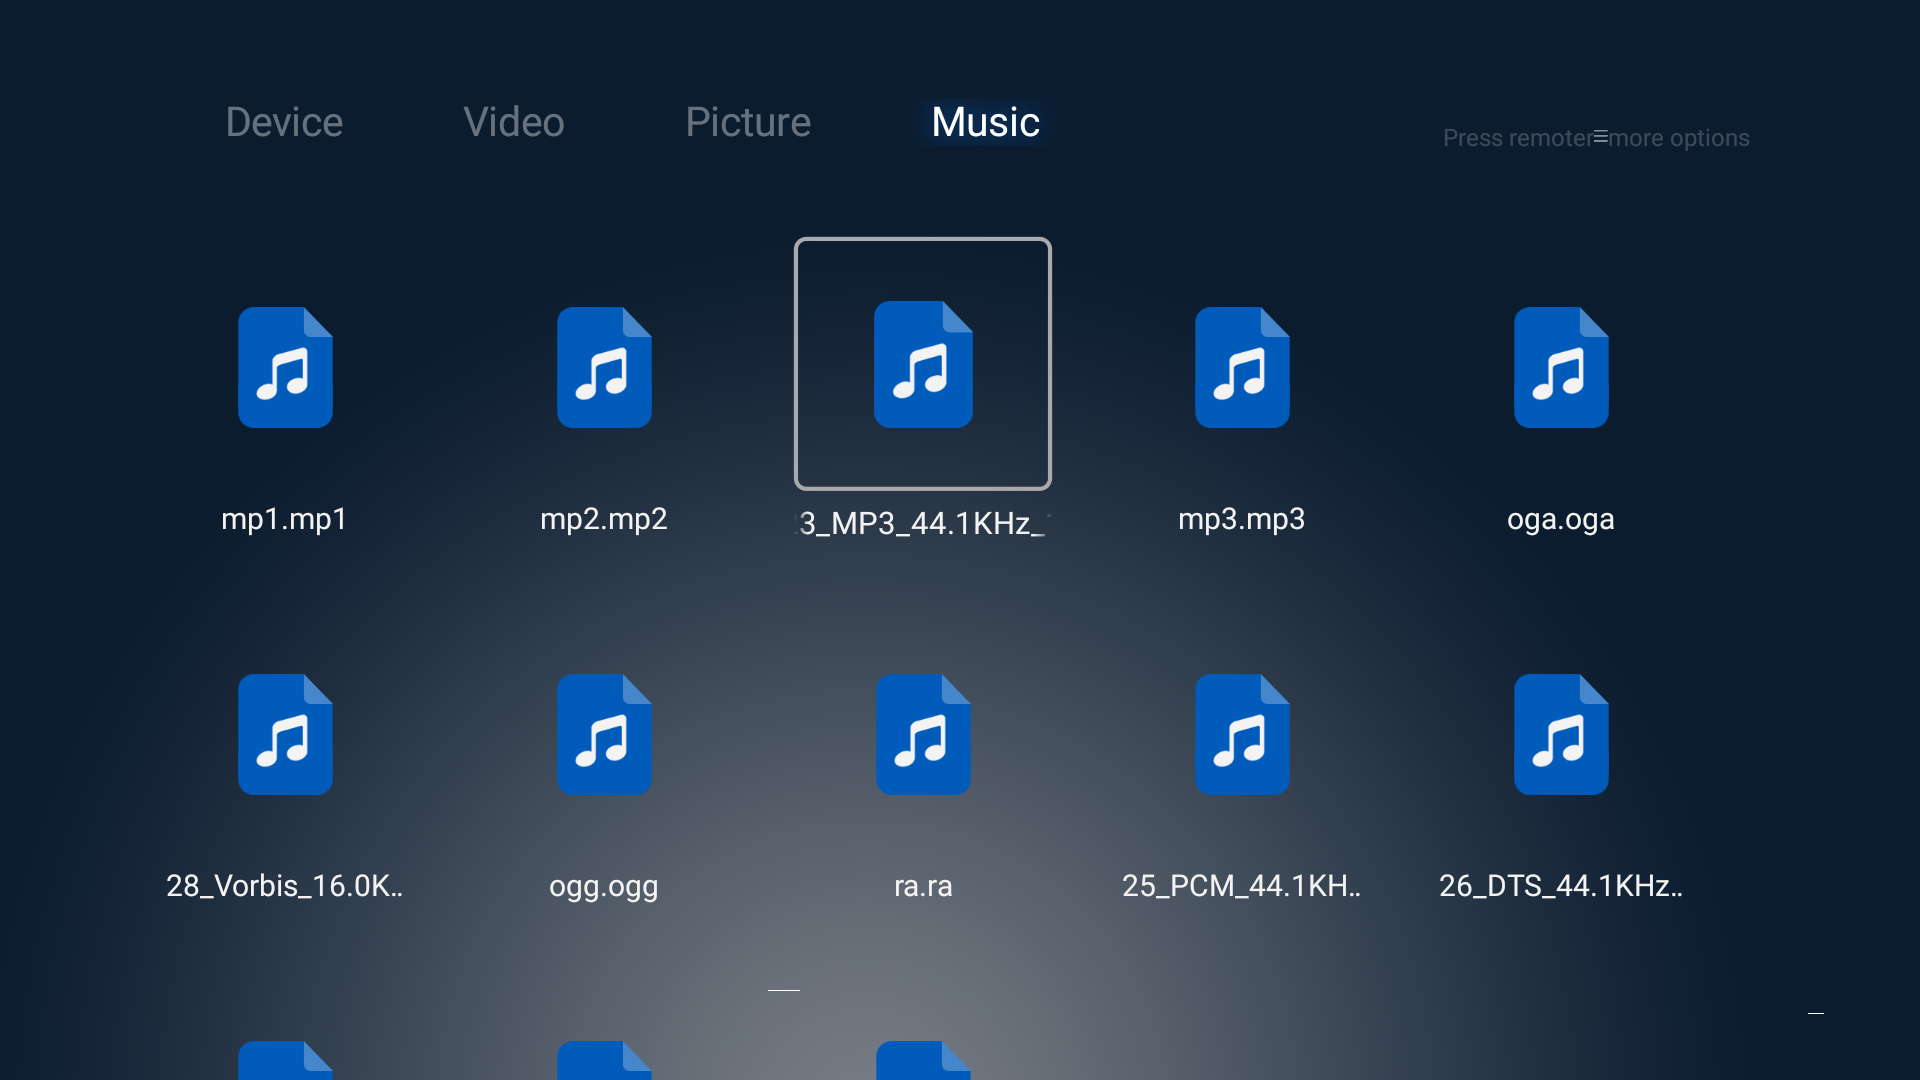 Device Video Picture Music
Press remoter more options
mp1.mp1 mp2.mp2 3_MP3_44.1KHz_ mp3.mp3 oga.oga
28_Vorbis_16.0K.. ogg.ogg ra.ra 25_PCM_44.1KH.. 26_DTS_44.1KHz..